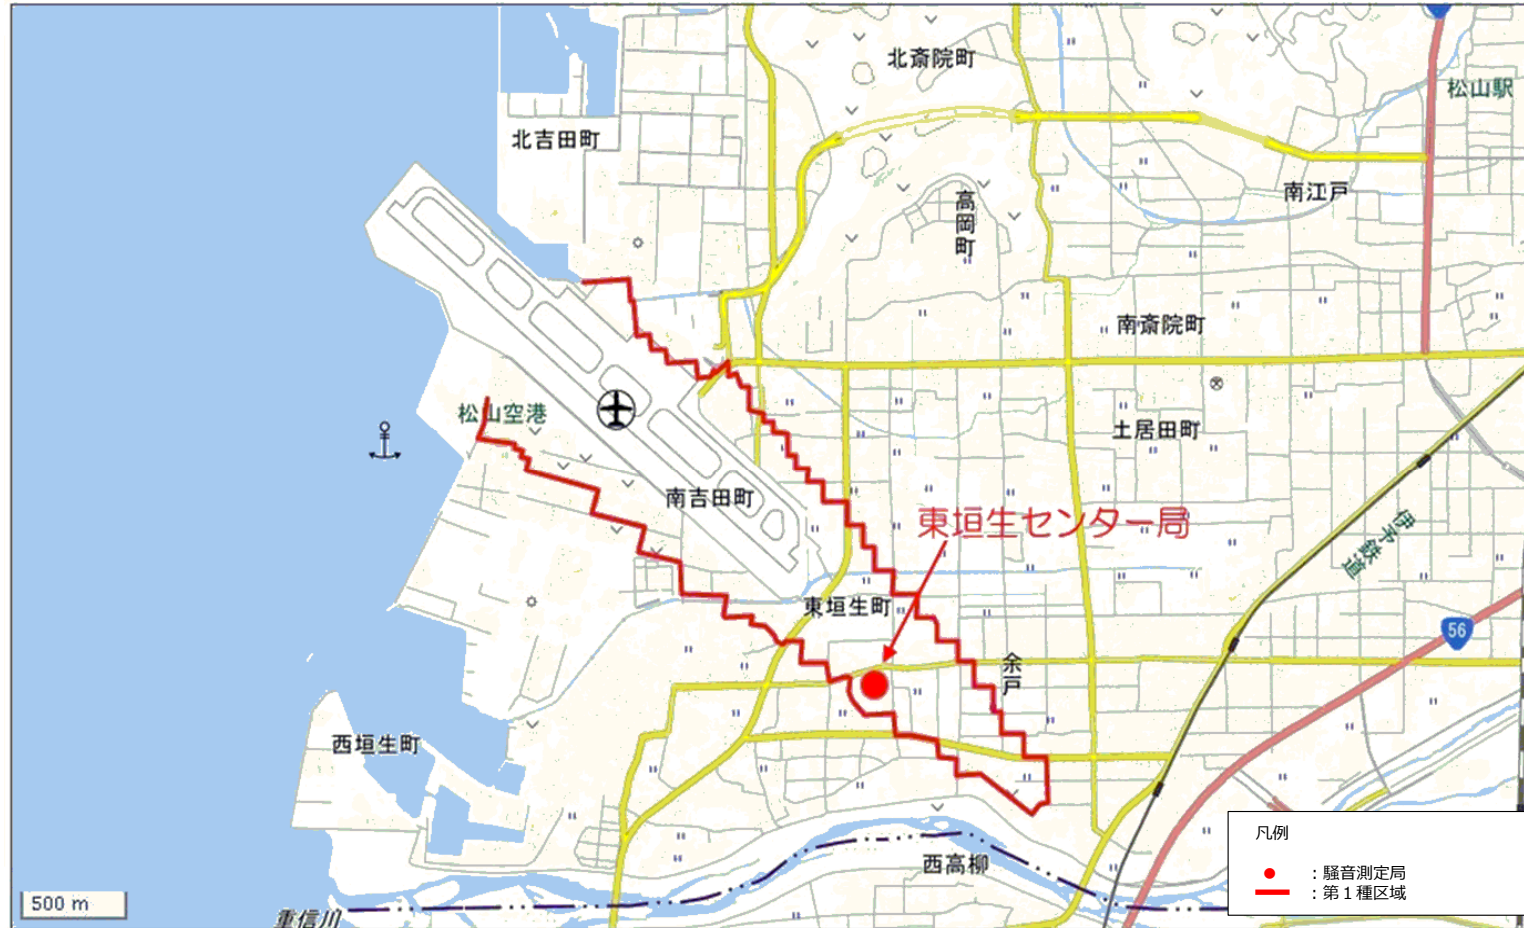 北斎院町
松山駅
北吉田町
南江戸
高岡町
南斎院町
松山空港
土居田町
南吉田町
東垣生センター局
伊予鉄道
東垣生町
56
余戸
西垣生町
西高柳
重信川
500 m
凡例
：騒音測定局
：第１種区域